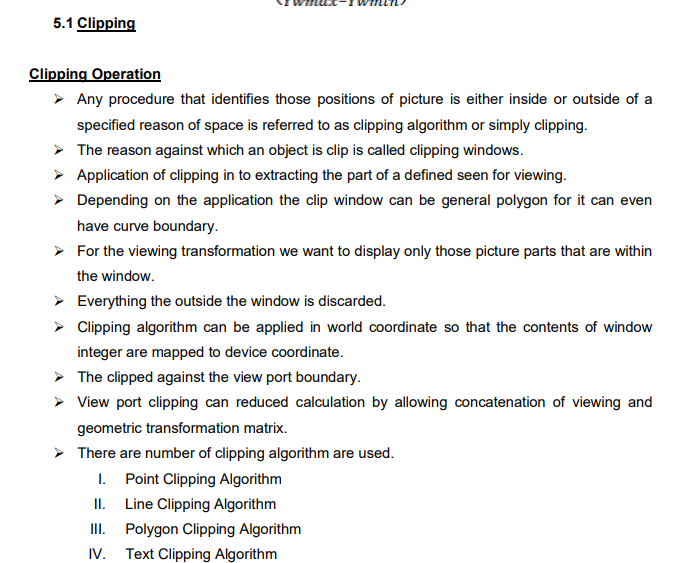 5.1 Clipping
Clipping Operation
➢ Any procedure that identifies those positions of picture is either inside or outside of a
specified reason of space is referred to as clipping algorithm or simply clipping.
➢ The reason against which an object is clip is called clipping windows.
➢ Application of clipping in to extracting the part of a defined seen for viewing.
➢ Depending on the application the clip window can be general polygon for it can even
have curve boundary.
➢ For the viewing transformation we want to display only those picture parts that are within
the window.
➢ Everything the outside the window is discarded.
➢ Clipping algorithm can be applied in world coordinate so that the contents of window
integer are mapped to device coordinate.
➢ The clipped against the view port boundary.
➢ View port clipping can reduced calculation by allowing concatenation of viewing and
geometric transformation matrix.
➢ There are number of clipping algorithm are used.
I. Point Clipping Algorithm
II. Line Clipping Algorithm
III. Polygon Clipping Algorithm
IV. Text Clipping Algorithm